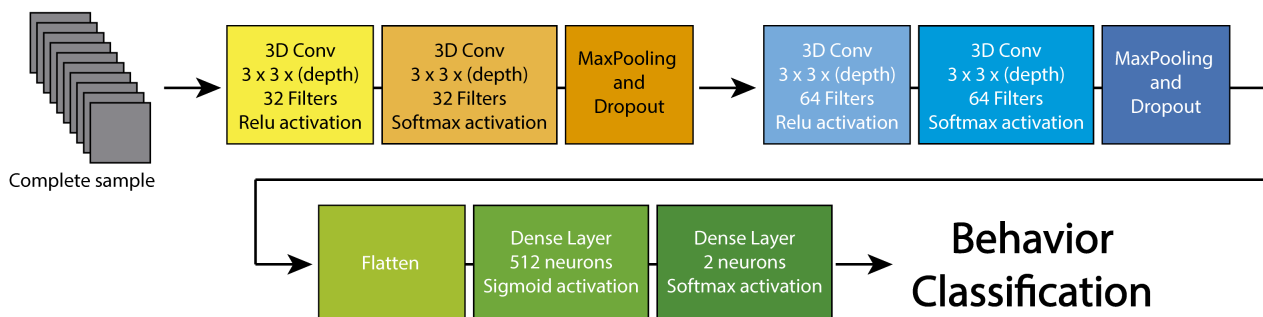 Complete sample
3D Conv
3 x 3 x (depth)
32 Filters
Relu activation
3D Conv
3 x 3 x (depth)
32 Filters
Softmax activation
MaxPooling
and
Dropout
3D Conv
3 x 3 x (depth)
64 Filters
Relu activation
3D Conv
3 x 3 x (depth)
64 Filters
Softmax activation
MaxPooling
and
Dropout
Flatten
Dense Layer
512 neurons
Sigmoid activation
Dense Layer
2 neurons
Softmax activation
Behavior
Classification